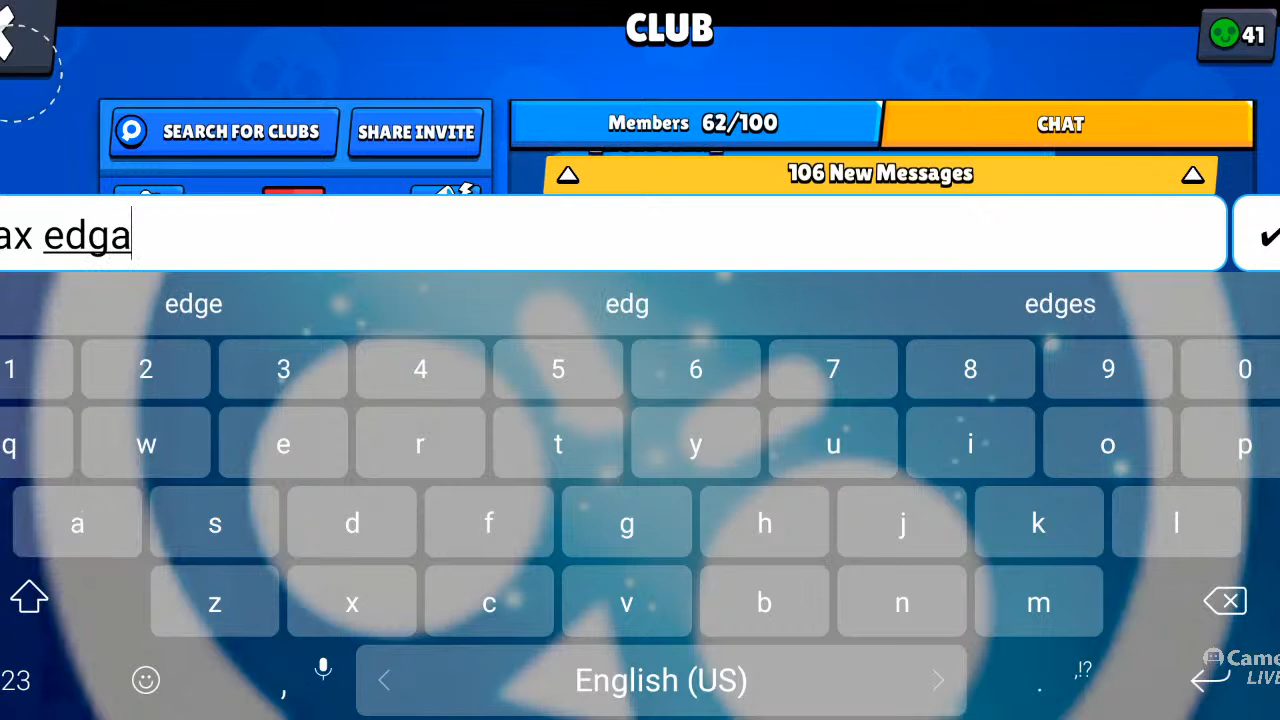 CLUB
41
SEARCH FOR CLUBS
SHARE INVITE
Members 62/100
CHAT
106 New Messages
ax edga
edge edg edges
1 2 3 4 5 6 7 8 9 0
q w e r t y u i o p
a s d f g h j k l
z x c v b n m
23 , English (US) . ,!?
Came
LIVE